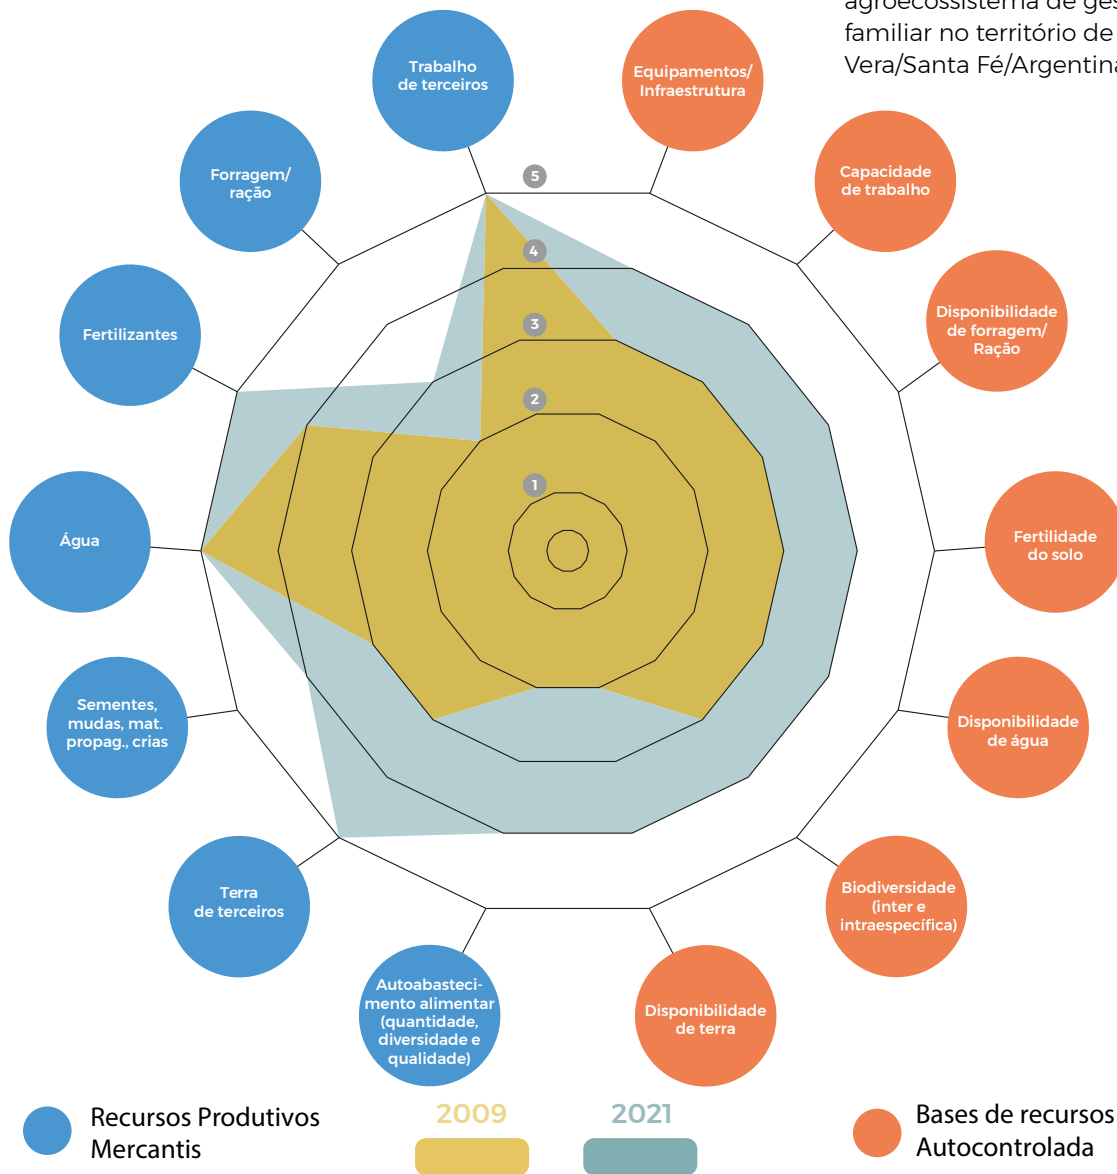 agroecossistema de ges
familiar no território de
Vera/Santa Fé/Argentina
Trabalho
de terceiros
Equipamentos/
Infraestrutura
Forragem/
ração
Capacidade
de trabalho
5
4
3
2
1
Fertilizantes
Disponibilidade
de forragem/
Ração
Água
Fertilidade
do solo
Sementes,
mudas, mat.
propag., crias
Disponibilidade
de água
Terra
de terceiros
Biodiversidade
(inter e
intraespecífica)
Autoabasteci-
mento alimentar
(quantidade,
diversidade e
qualidade)
Disponibilidade
de terra
Recursos Produtivos
Mercantis
2009
2021
Bases de recursos
Autocontrolada